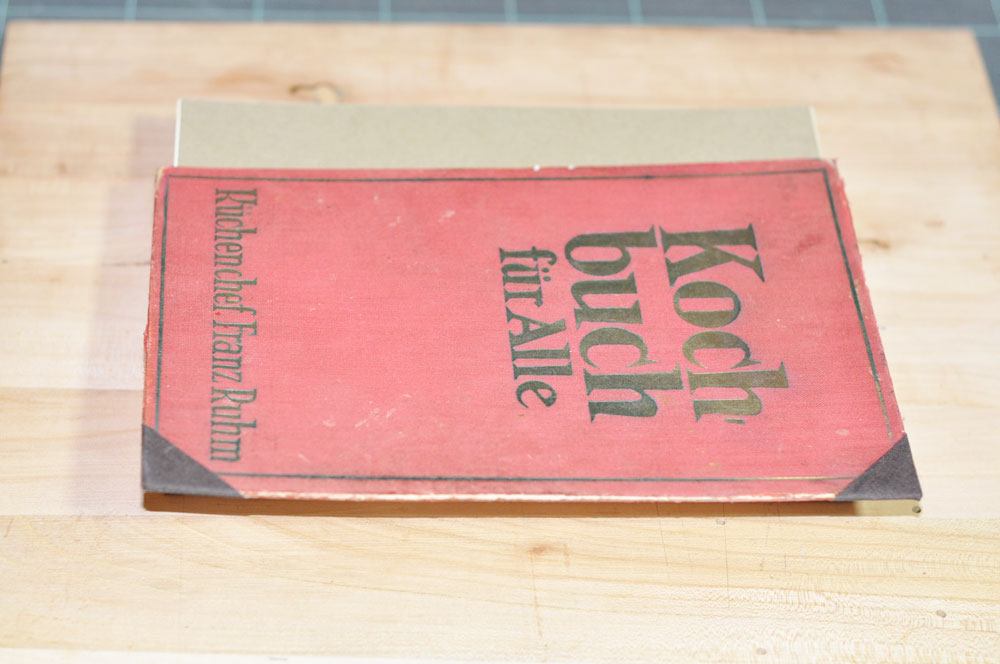 Koch-
buch
für Alle
Küchenchef Franz Ruhm